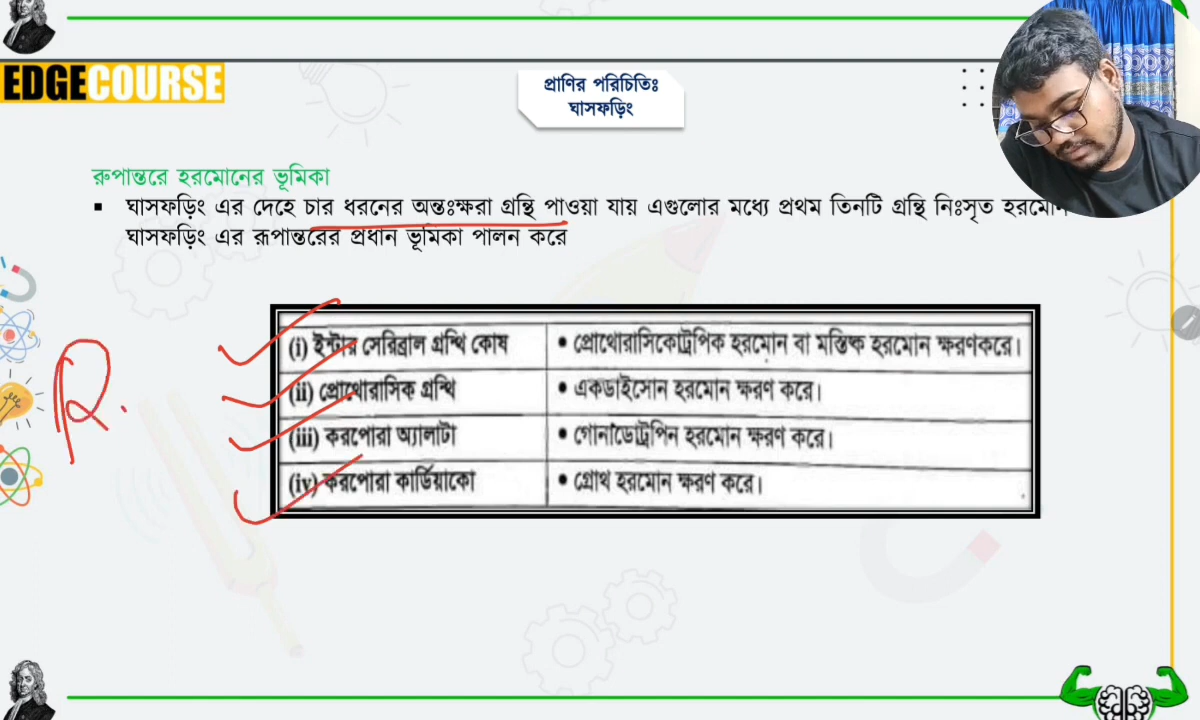 EDGECOURSE
প্রাণির পরিচিতিঃ
ঘাসফড়িং
রুপান্তরে হরমোনের ভূমিকা
▪ ঘাসফড়িং এর দেহে চার ধরনের অন্তঃক্ষরা গ্রন্থি পাওয়া যায় এগুলোর মধ্যে প্রথম তিনটি গ্রন্থি নিঃসৃত হরমোন
ঘাসফড়িং এর রূপান্তরের প্রধান ভূমিকা পালন করে
(i) ইন্টার সেরিব্রাল গ্রন্থি কোষ • প্রোথোরাসিকোট্রপিক হরমোন বা মস্তিষ্ক হরমোন ক্ষরণকরে।
(ii) প্রোথোরাসিক গ্রন্থি • একডাইসোন হরমোন ক্ষরণ করে।
(iii) করপোরা অ্যালাটা • গোনাডোট্রপিন হরমোন ক্ষরণ করে।
(iv) করপোরা কার্ডিয়াকো • গ্রোথ হরমোন ক্ষরণ করে।
R.